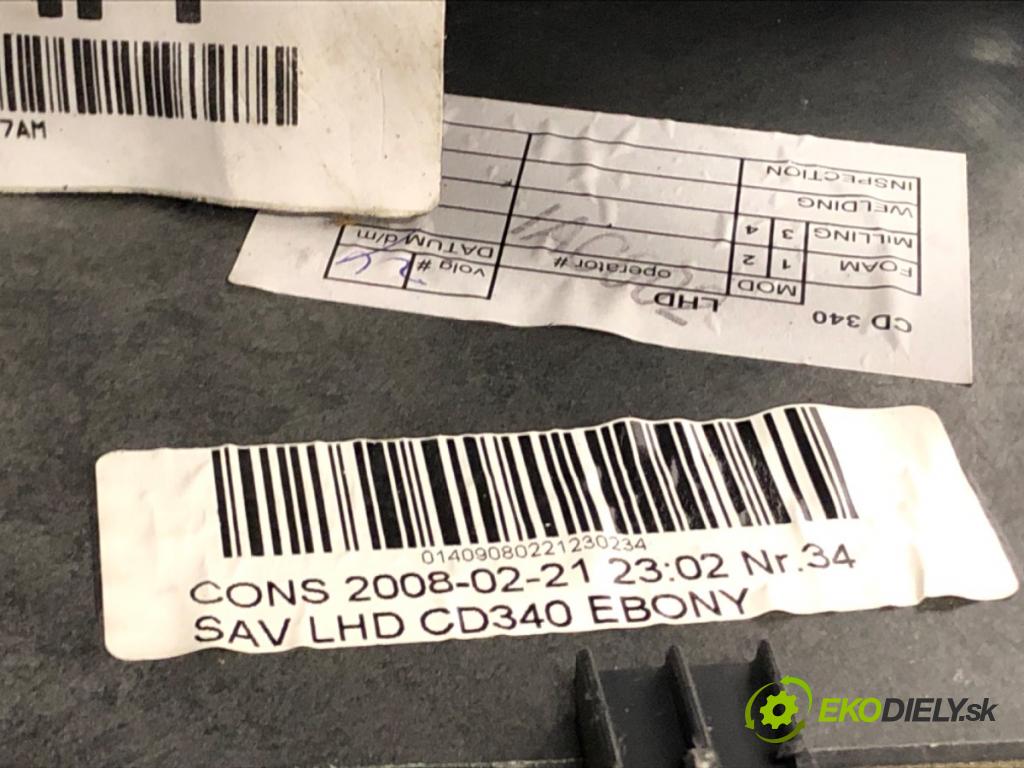 7AM
CD 340
LHD
MOD
volg #
FOAM
1
2
operator #
DATUM d/m
MILLING
3
4
WELDING
INSPECTION
01409080221230234
CONS 2008-02-21 23:02 Nr.34
SAV LHD CD340 EBONY
EKODIELY.sk